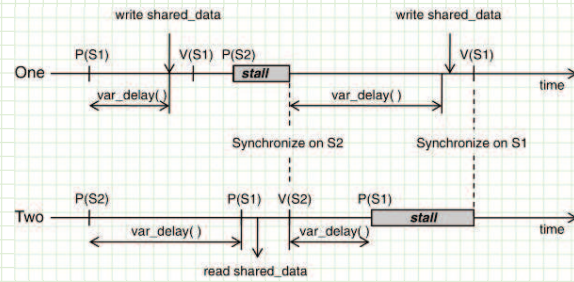 write shared_data write shared_data
P(S1) V(S1) P(S2) V(S1)
One stall
time
var_delay( ) var_delay( )
Synchronize on S2 Synchronize on S1
P(S2) P(S1) V(S2) P(S1)
Two stall
time
var_delay( ) var_delay( )
read shared_data